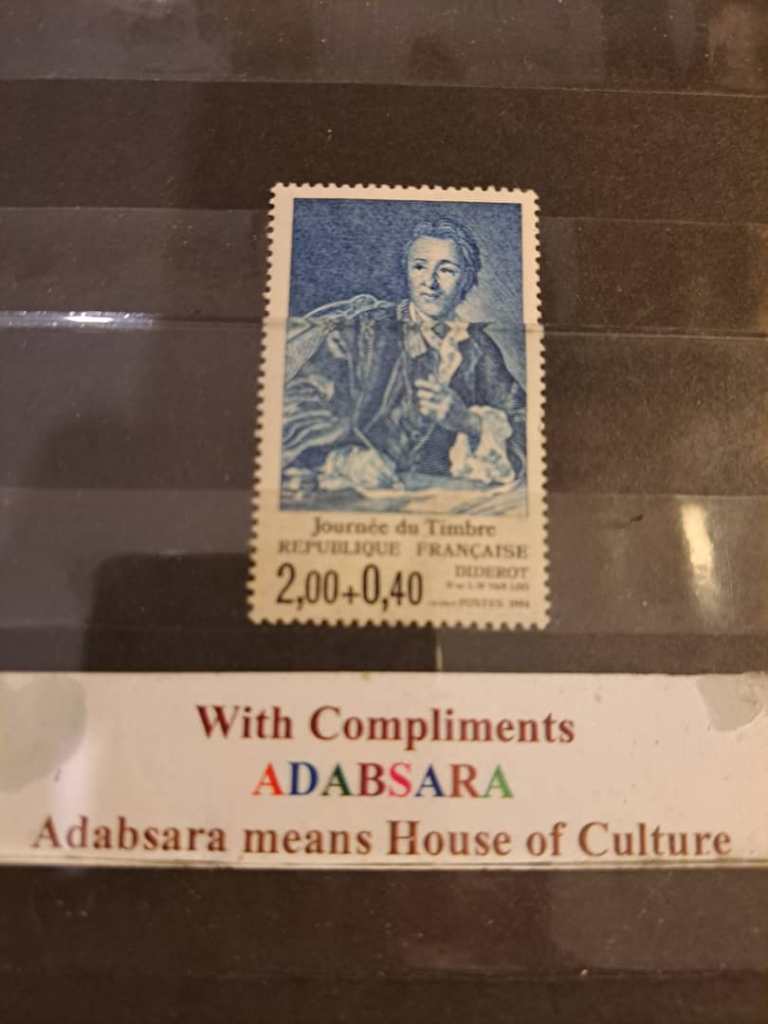 Journée du Timbre
REPUBLIQUE FRANÇAISE
DIDEROT
2,00+0,40
POSTES 1984
With Compliments
ADABSARA
Adabsara means House of Culture